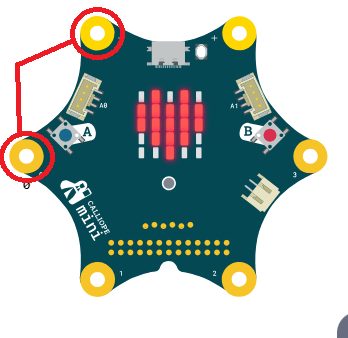 - +
A0 A1
A B
0 3
CALLIOPE
mini
1 2